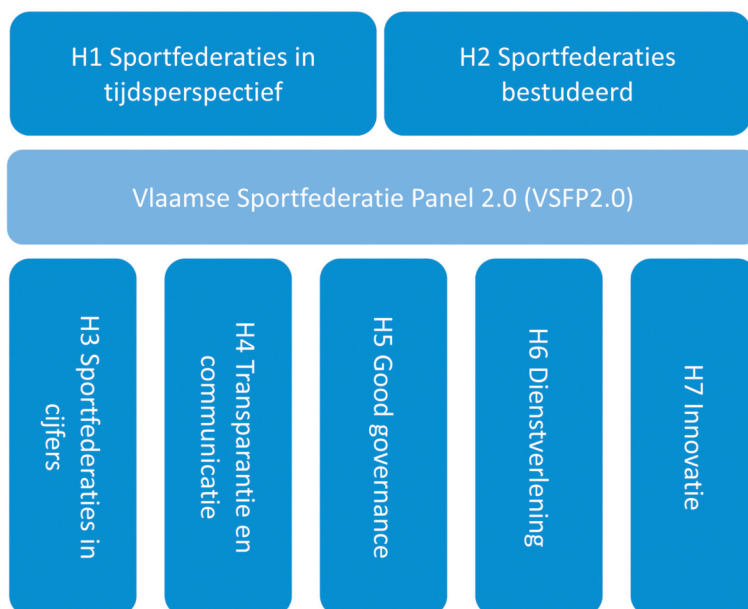 H1 Sportfederaties in
tijdsperspectief
H2 Sportfederaties
bestudeerd
Vlaamse Sportfederatie Panel 2.0 (VSFP2.0)
H3 Sportfederaties in
cijfers
H4 Transparantie en
communicatie
H5 Good governance
H6 Dienstverlening
H7 Innovatie